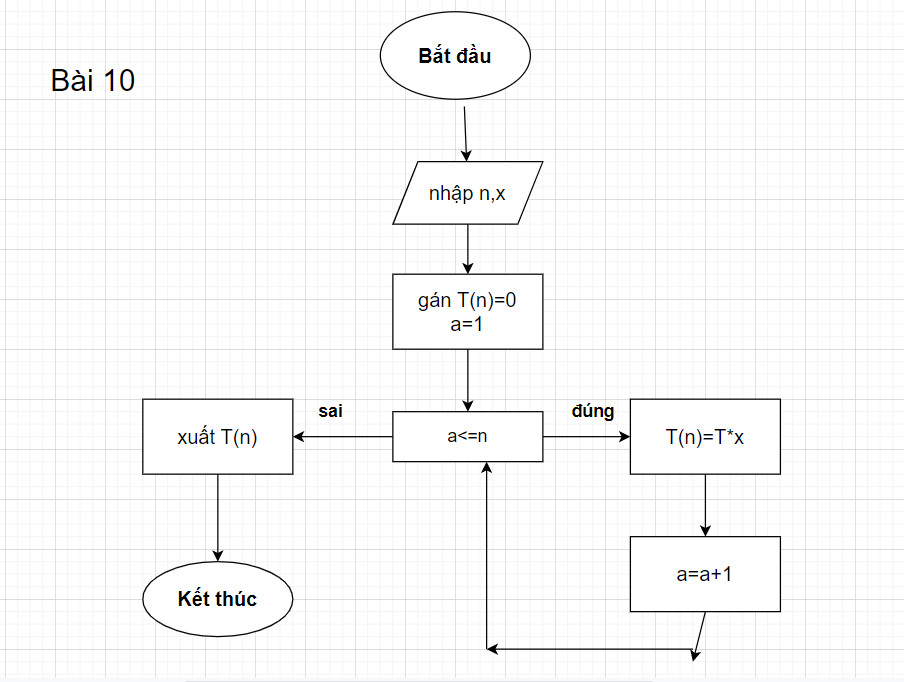 Bắt đầu
Bài 10
nhập n,x
gán T(n)=0
a=1
sai
đúng
xuất T(n)
a<=n
T(n)=T*x
a=a+1
Kết thúc